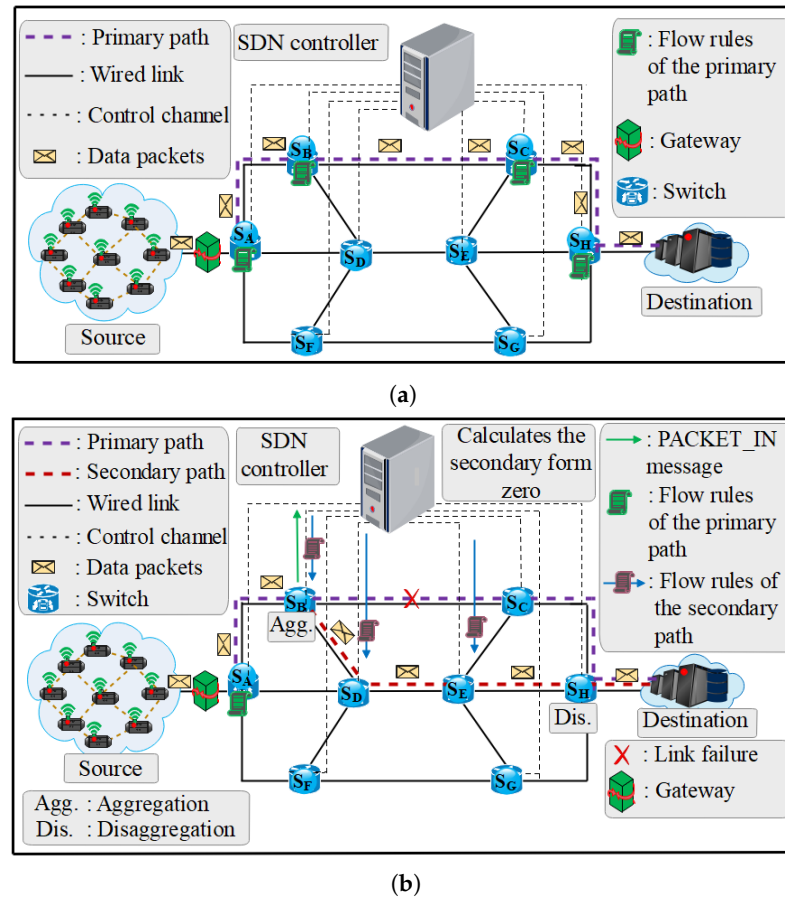 : Primary path
: Wired link
: Control channel
: Data packets
SDN controller
: Flow rules
of the primary
path
: Gateway
: Switch
S_B
S_C
S_A
S_D
S_E
S_H
S_F
S_G
Source
Destination
(a)
: Primary path
: Secondary path
: Wired link
: Control channel
: Data packets
: Switch
SDN
controller
Calculates the
secondary form
zero
: PACKET_IN
message
: Flow rules
of the primary
path
: Flow rules of
the secondary
path
S_B
Agg.
S_C
S_A
S_D
S_E
S_H
Dis.
S_F
S_G
Source
Destination
: Link failure
: Gateway
Agg. : Aggregation
Dis. : Disaggregation
(b)